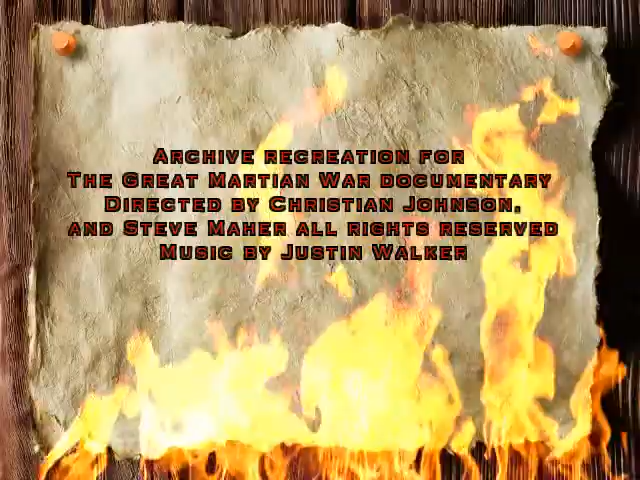 Archive recreation for
The Great Martian War documentary
Directed by Christian Johnson,
and Steve Maher all rights reserved
Music by Justin Walker